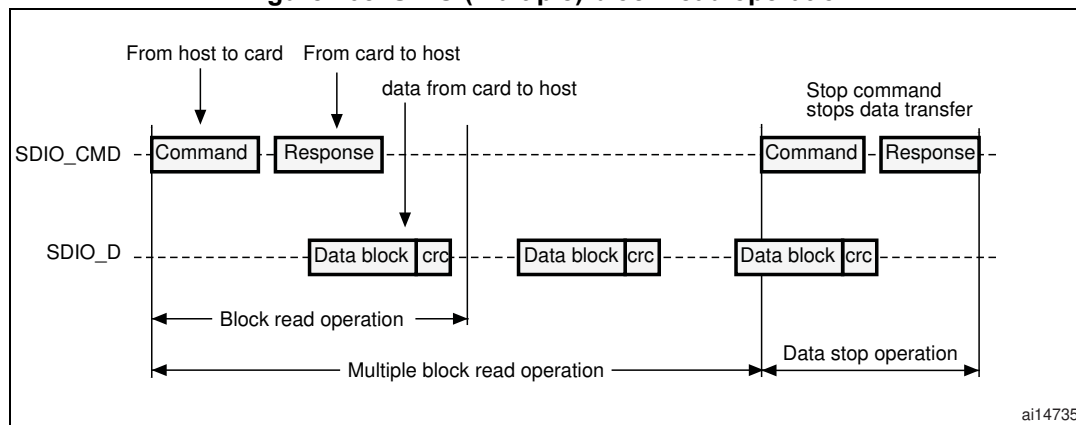 From host to card
From card to host
data from card to host
Stop command
stops data transfer
SDIO_CMD
Command
Response
Command
Response
SDIO_D
Data block
crc
Data block
crc
Data block
crc
Block read operation
Data stop operation
Multiple block read operation
ai14735